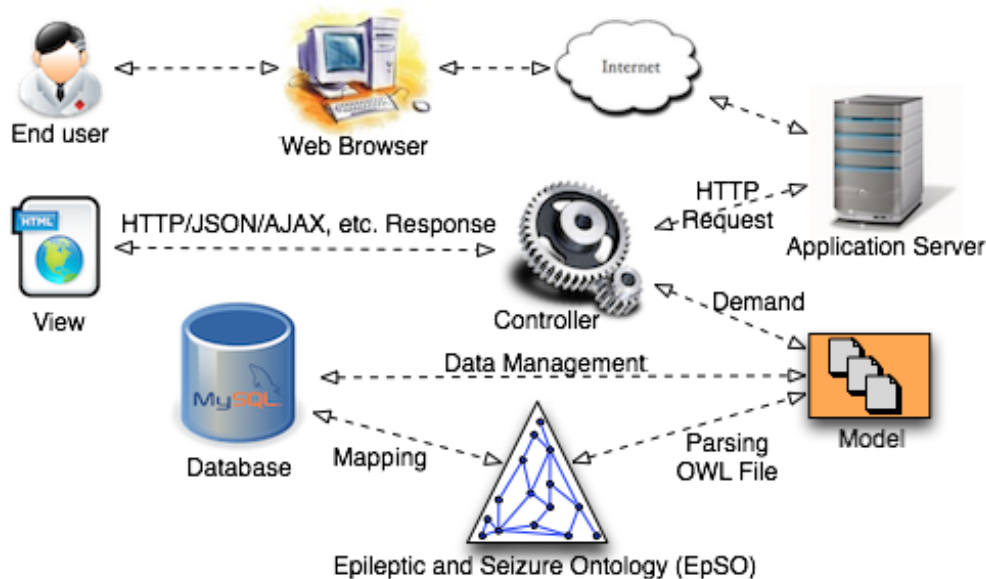 Internet
End user
Web Browser
HTTP
Request
Application Server
HTML
HTTP/JSON/AJAX, etc. Response
View
Controller
Demand
Data Management
MySQL
Database
Mapping
Parsing
OWL File
Model
Epileptic and Seizure Ontology (EpSO)